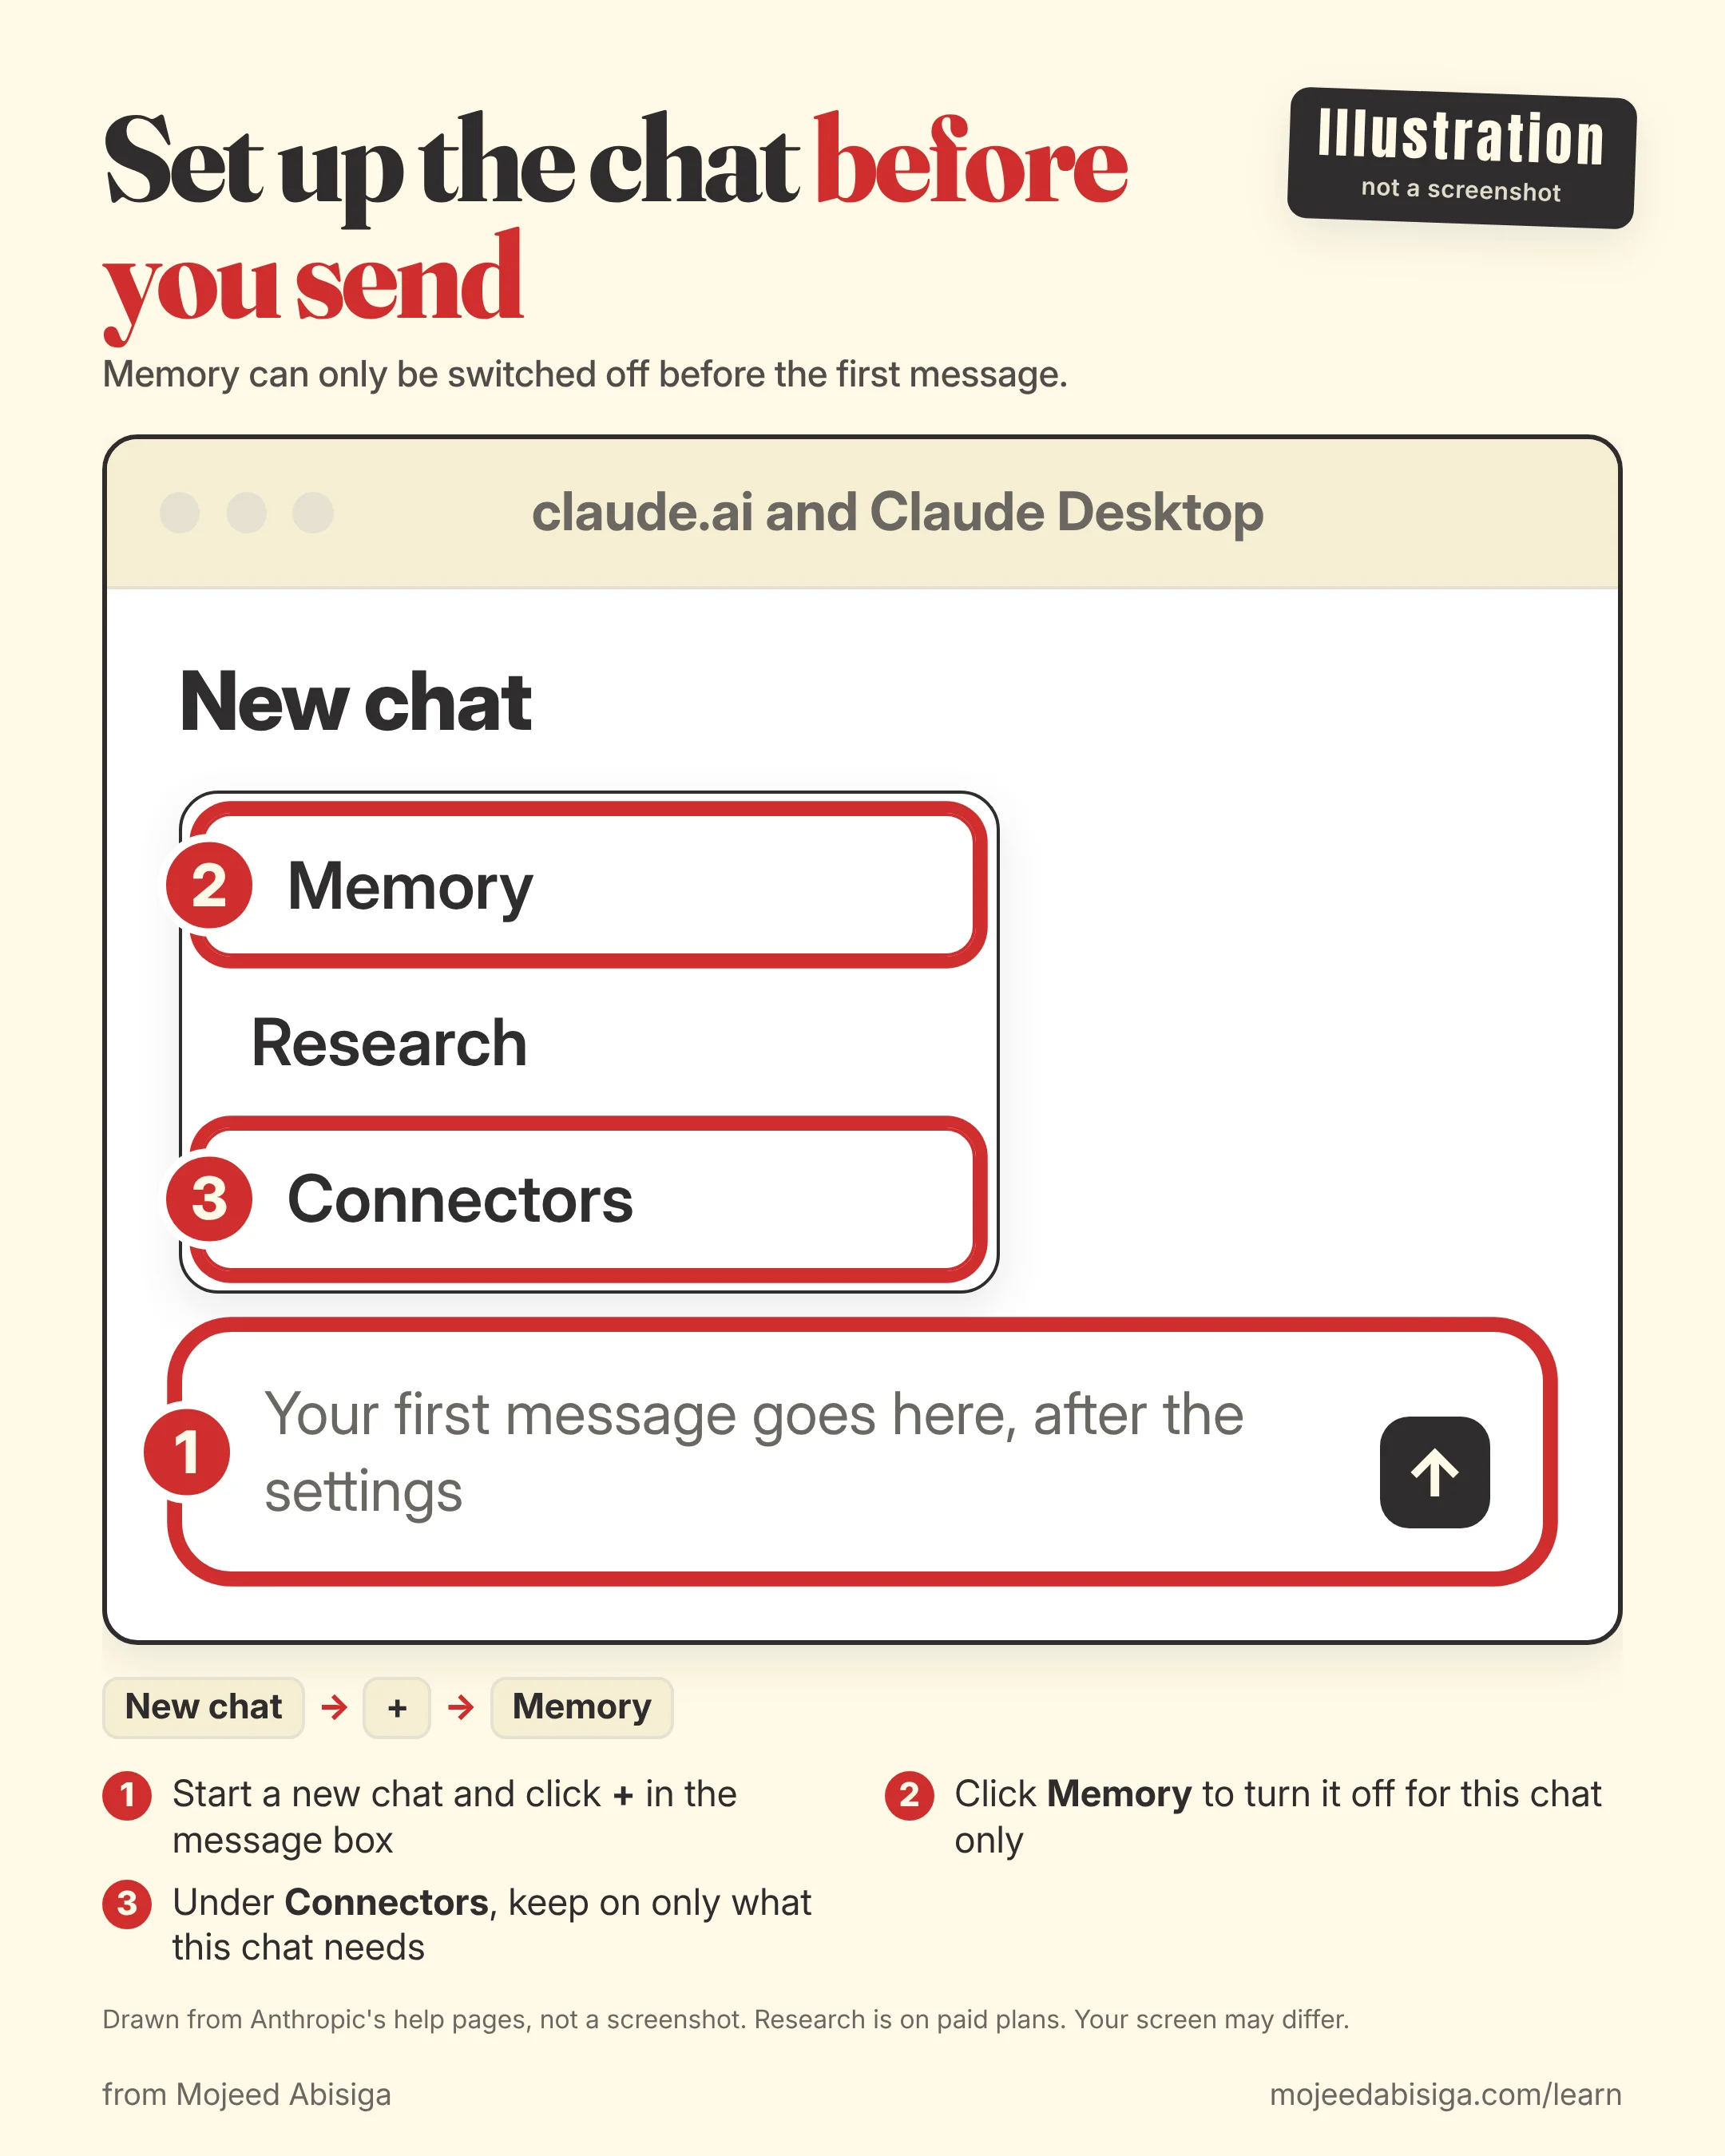 Set up the chat before
you send
Illustration
not a screenshot
Memory can only be switched off before the first message.
claude.ai and Claude Desktop
New chat
2 Memory
Research
3 Connectors
1 Your first message goes here, after the
settings
New chat → + → Memory
1 Start a new chat and click + in the
message box
2 Click Memory to turn it off for this chat
only
3 Under Connectors, keep on only what
this chat needs
Drawn from Anthropic's help pages, not a screenshot. Research is on paid plans. Your screen may differ.
from Mojeed Abisiga
mojeedabisiga.com/learn